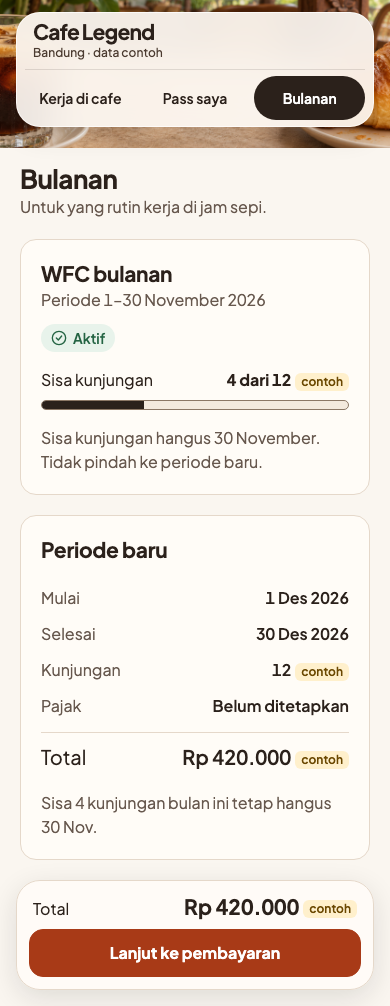 Cafe Legend
Bandung · data contoh
Kerja di cafe Pass saya Bulanan
Bulanan
Untuk yang rutin kerja di jam sepi.
WFC bulanan
Periode 1–30 November 2026
Aktif
Sisa kunjungan 4 dari 12 contoh
Sisa kunjungan hangus 30 November.
Tidak pindah ke periode baru.
Periode baru
Mulai 1 Des 2026
Selesai 30 Des 2026
Kunjungan 12 contoh
Pajak Belum ditetapkan
Total Rp 420.000 contoh
Sisa 4 kunjungan bulan ini tetap hangus
30 Nov.
Total Rp 420.000 contoh
Lanjut ke pembayaran